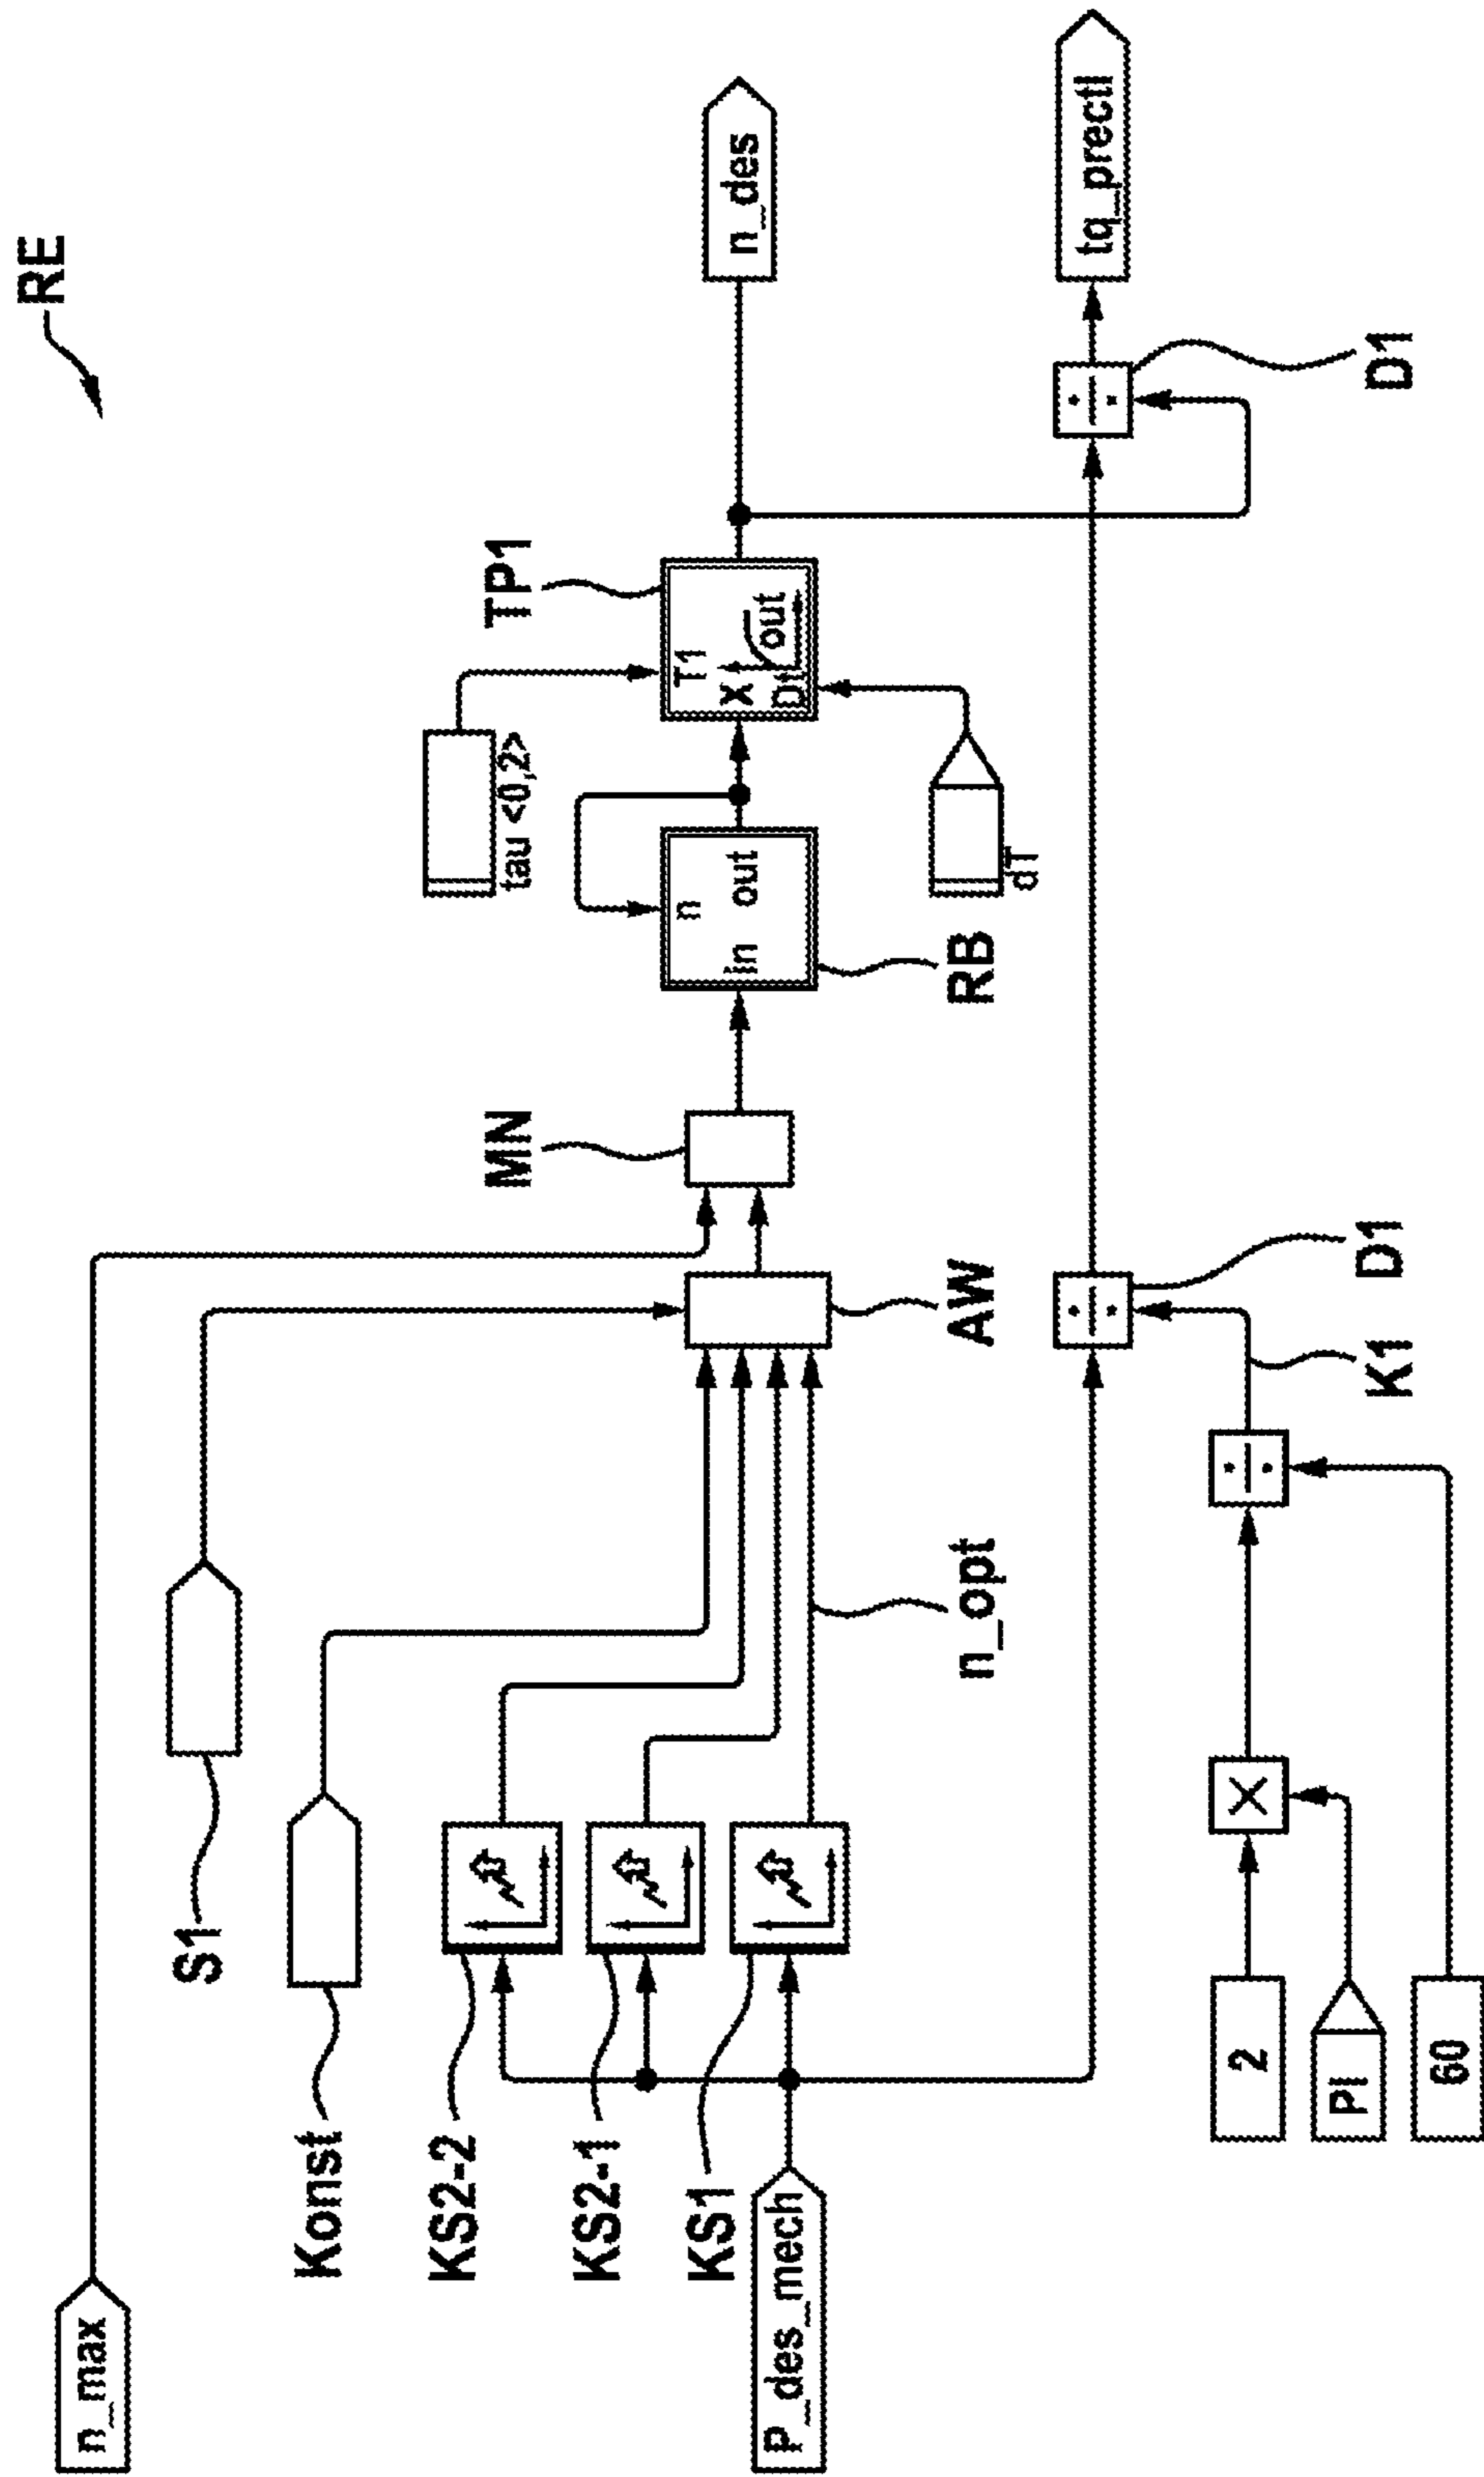 RE
n_max
S1
Konst
KS2-2
KS2-1
KS1
P_des_mech
n_opt
AW
MN
n
in out
RB
tau <0,2>
T1
X out
Dt
TP1
dT
n_des
2
PI
60
K1
D1
D1
tq_prectl